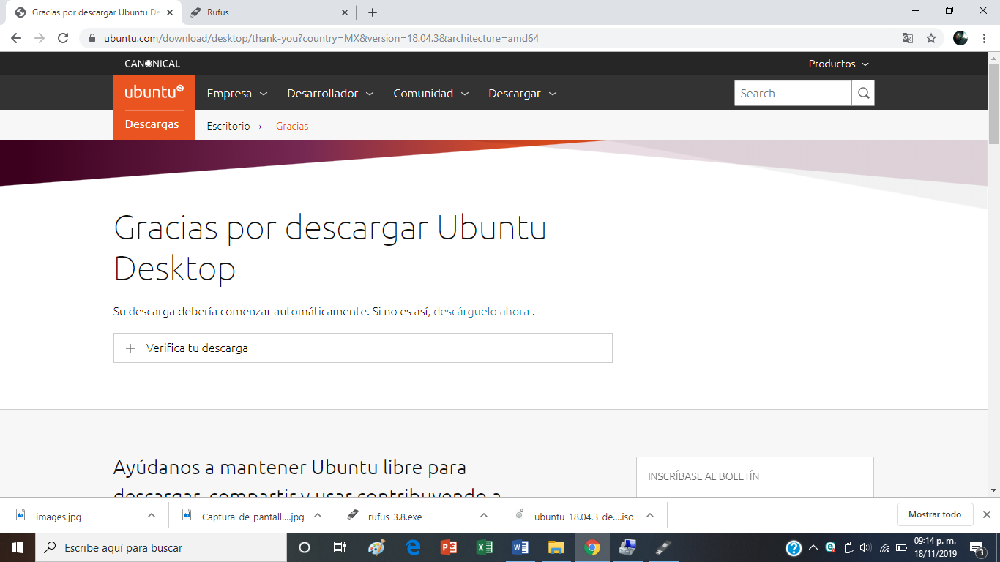 Gracias por descargar Ubuntu De
Rufus
ubuntu.com/download/desktop/thank-you?country=MX&version=18.04.3&architecture=amd64
CANONICAL
Productos
ubuntu
Empresa
Desarrollador
Comunidad
Descargar
Search
Descargas
Escritorio › Gracias
Gracias por descargar Ubuntu
Desktop
Su descarga debería comenzar automáticamente. Si no es así, descárguelo ahora .
Verifica tu descarga
Ayúdanos a mantener Ubuntu libre para
descargar, compartir y usar contribuyendo a
INSCRÍBASE AL BOLETÍN
images.jpg
Captura-de-pantall....jpg
rufus-3.8.exe
ubuntu-18.04.3-de....iso
Mostrar todo
Escribe aquí para buscar
09:14 p. m.
18/11/2019
3